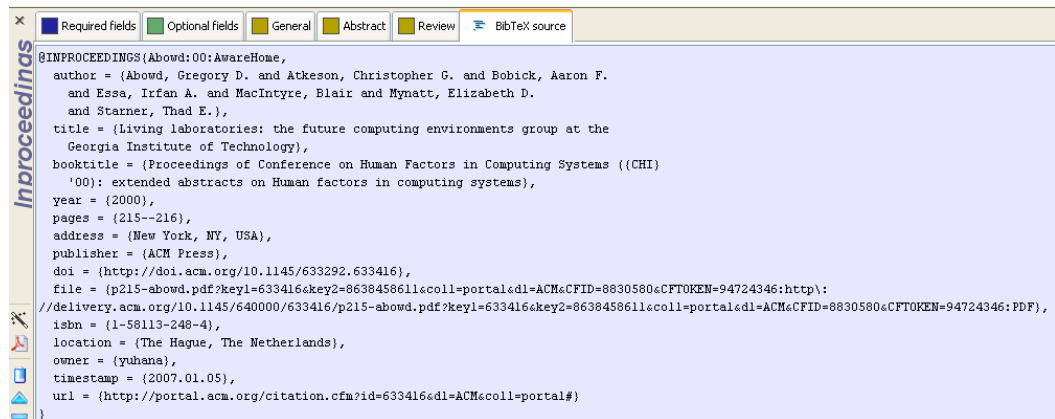 Required fields Optional fields General Abstract Review BibTeX source
Inproceedings
@INPROCEEDINGS{Abowd:00:AwareHome,
author = {Abowd, Gregory D. and Atkeson, Christopher G. and Bobick, Aaron F.
and Essa, Irfan A. and MacIntyre, Blair and Mynatt, Elizabeth D.
and Starner, Thad E.},
title = {Living laboratories: the future computing environments group at the
Georgia Institute of Technology},
booktitle = {Proceedings of Conference on Human Factors in Computing Systems ({CHI}
'00): extended abstracts on Human factors in computing systems},
year = {2000},
pages = {215--216},
address = {New York, NY, USA},
publisher = {ACM Press},
doi = {http://doi.acm.org/10.1145/633292.633416},
file = {p215-abowd.pdf?key1=633416&key2=8638458611&coll=portal&dl=ACM&CFID=8830580&CFTOKEN=94724346:http\:
//delivery.acm.org/10.1145/640000/633416/p215-abowd.pdf?key1=633416&key2=8638458611&coll=portal&dl=ACM&CFID=8830580&CFTOKEN=94724346:PDF},
isbn = {1-58113-248-4},
location = {The Hague, The Netherlands},
owner = {yuhana},
timestamp = {2007.01.05},
url = {http://portal.acm.org/citation.cfm?id=633416&dl=ACM&coll=portal#}
}